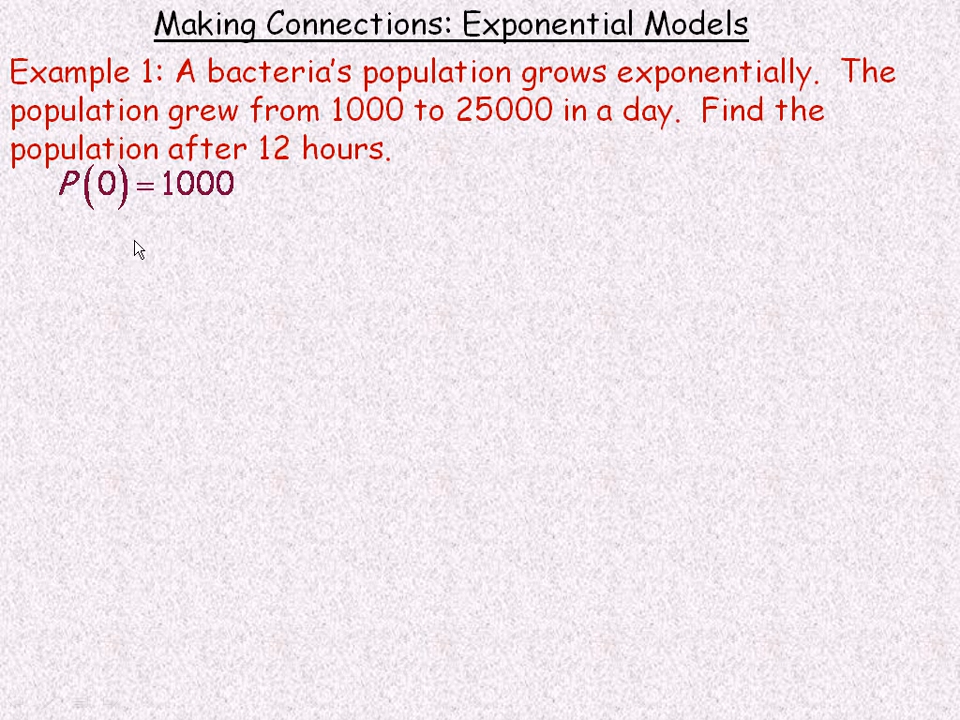 Making Connections: Exponential Models
Example 1: A bacteria's population grows exponentially. The
population grew from 1000 to 25000 in a day. Find the
population after 12 hours.
P(0) = 1000